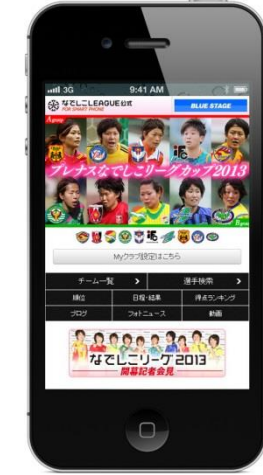 3G 9:41 AM
なでしこLEAGUE公式
FOR SMART PHONE
BLUE STAGE
A group
プレナスなでしこリーグカップ2013
B group
Myクラブ設定はこちら
チーム一覧 選手検索
順位 日程・結果 得点ランキング
ブログ フォトニュース 動画
なでしこリーグ2013
開幕記者会見